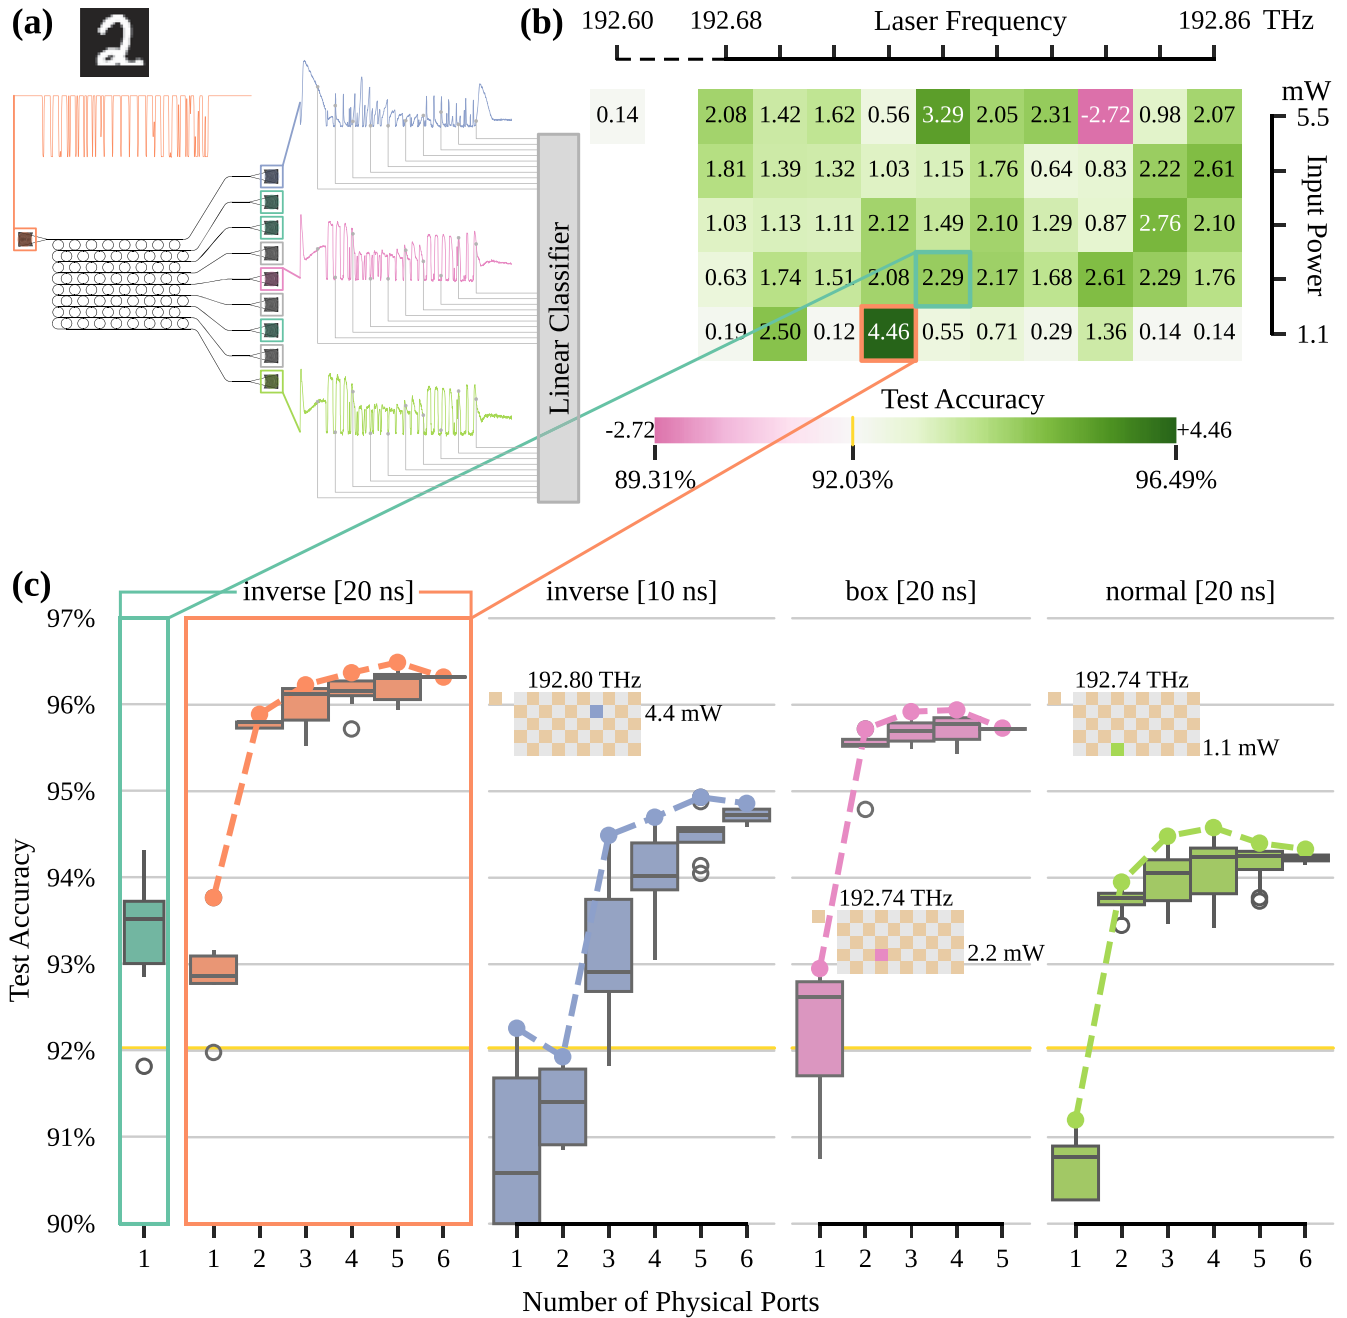 (a)
(b) 192.60 192.68 Laser Frequency 192.86 THz
mW
0.14 2.08 1.42 1.62 0.56 3.29 2.05 2.31 -2.72 0.98 2.07 5.5
1.81 1.39 1.32 1.03 1.15 1.76 0.64 0.83 2.22 2.61
1.03 1.13 1.11 2.12 1.49 2.10 1.29 0.87 2.76 2.10
0.63 1.74 1.51 2.08 2.29 2.17 1.68 2.61 2.29 1.76
0.19 2.50 0.12 4.46 0.55 0.71 0.29 1.36 0.14 0.14 1.1
Input Power
Linear Classifier
Test Accuracy
-2.72 +4.46
89.31% 92.03% 96.49%
(c)
inverse [20 ns] inverse [10 ns] box [20 ns] normal [20 ns]
97%
96%
95%
94%
93%
92%
91%
90%
Test Accuracy
192.80 THz
4.4 mW
192.74 THz
2.2 mW
192.74 THz
1.1 mW
1 1 2 3 4 5 6 1 2 3 4 5 6 1 2 3 4 5 1 2 3 4 5 6
Number of Physical Ports